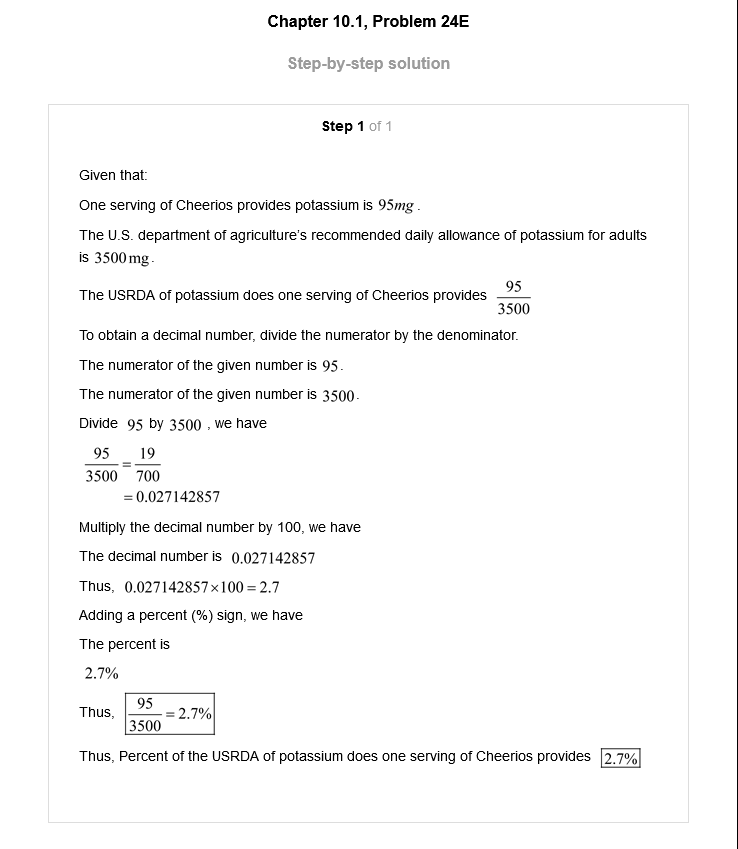 Chapter 10.1, Problem 24E
Step-by-step solution
Step 1 of 1
Given that:
One serving of Cheerios provides potassium is 95mg .
The U.S. department of agriculture's recommended daily allowance of potassium for adults
is 3500 mg .
The USRDA of potassium does one serving of Cheerios provides 95/3500
To obtain a decimal number, divide the numerator by the denominator.
The numerator of the given number is 95.
The numerator of the given number is 3500.
Divide 95 by 3500 , we have
95/3500 = 19/700
= 0.027142857
Multiply the decimal number by 100, we have
The decimal number is 0.027142857
Thus, 0.027142857×100 = 2.7
Adding a percent (%) sign, we have
The percent is
2.7%
Thus, 95/3500 = 2.7%
Thus, Percent of the USRDA of potassium does one serving of Cheerios provides 2.7%